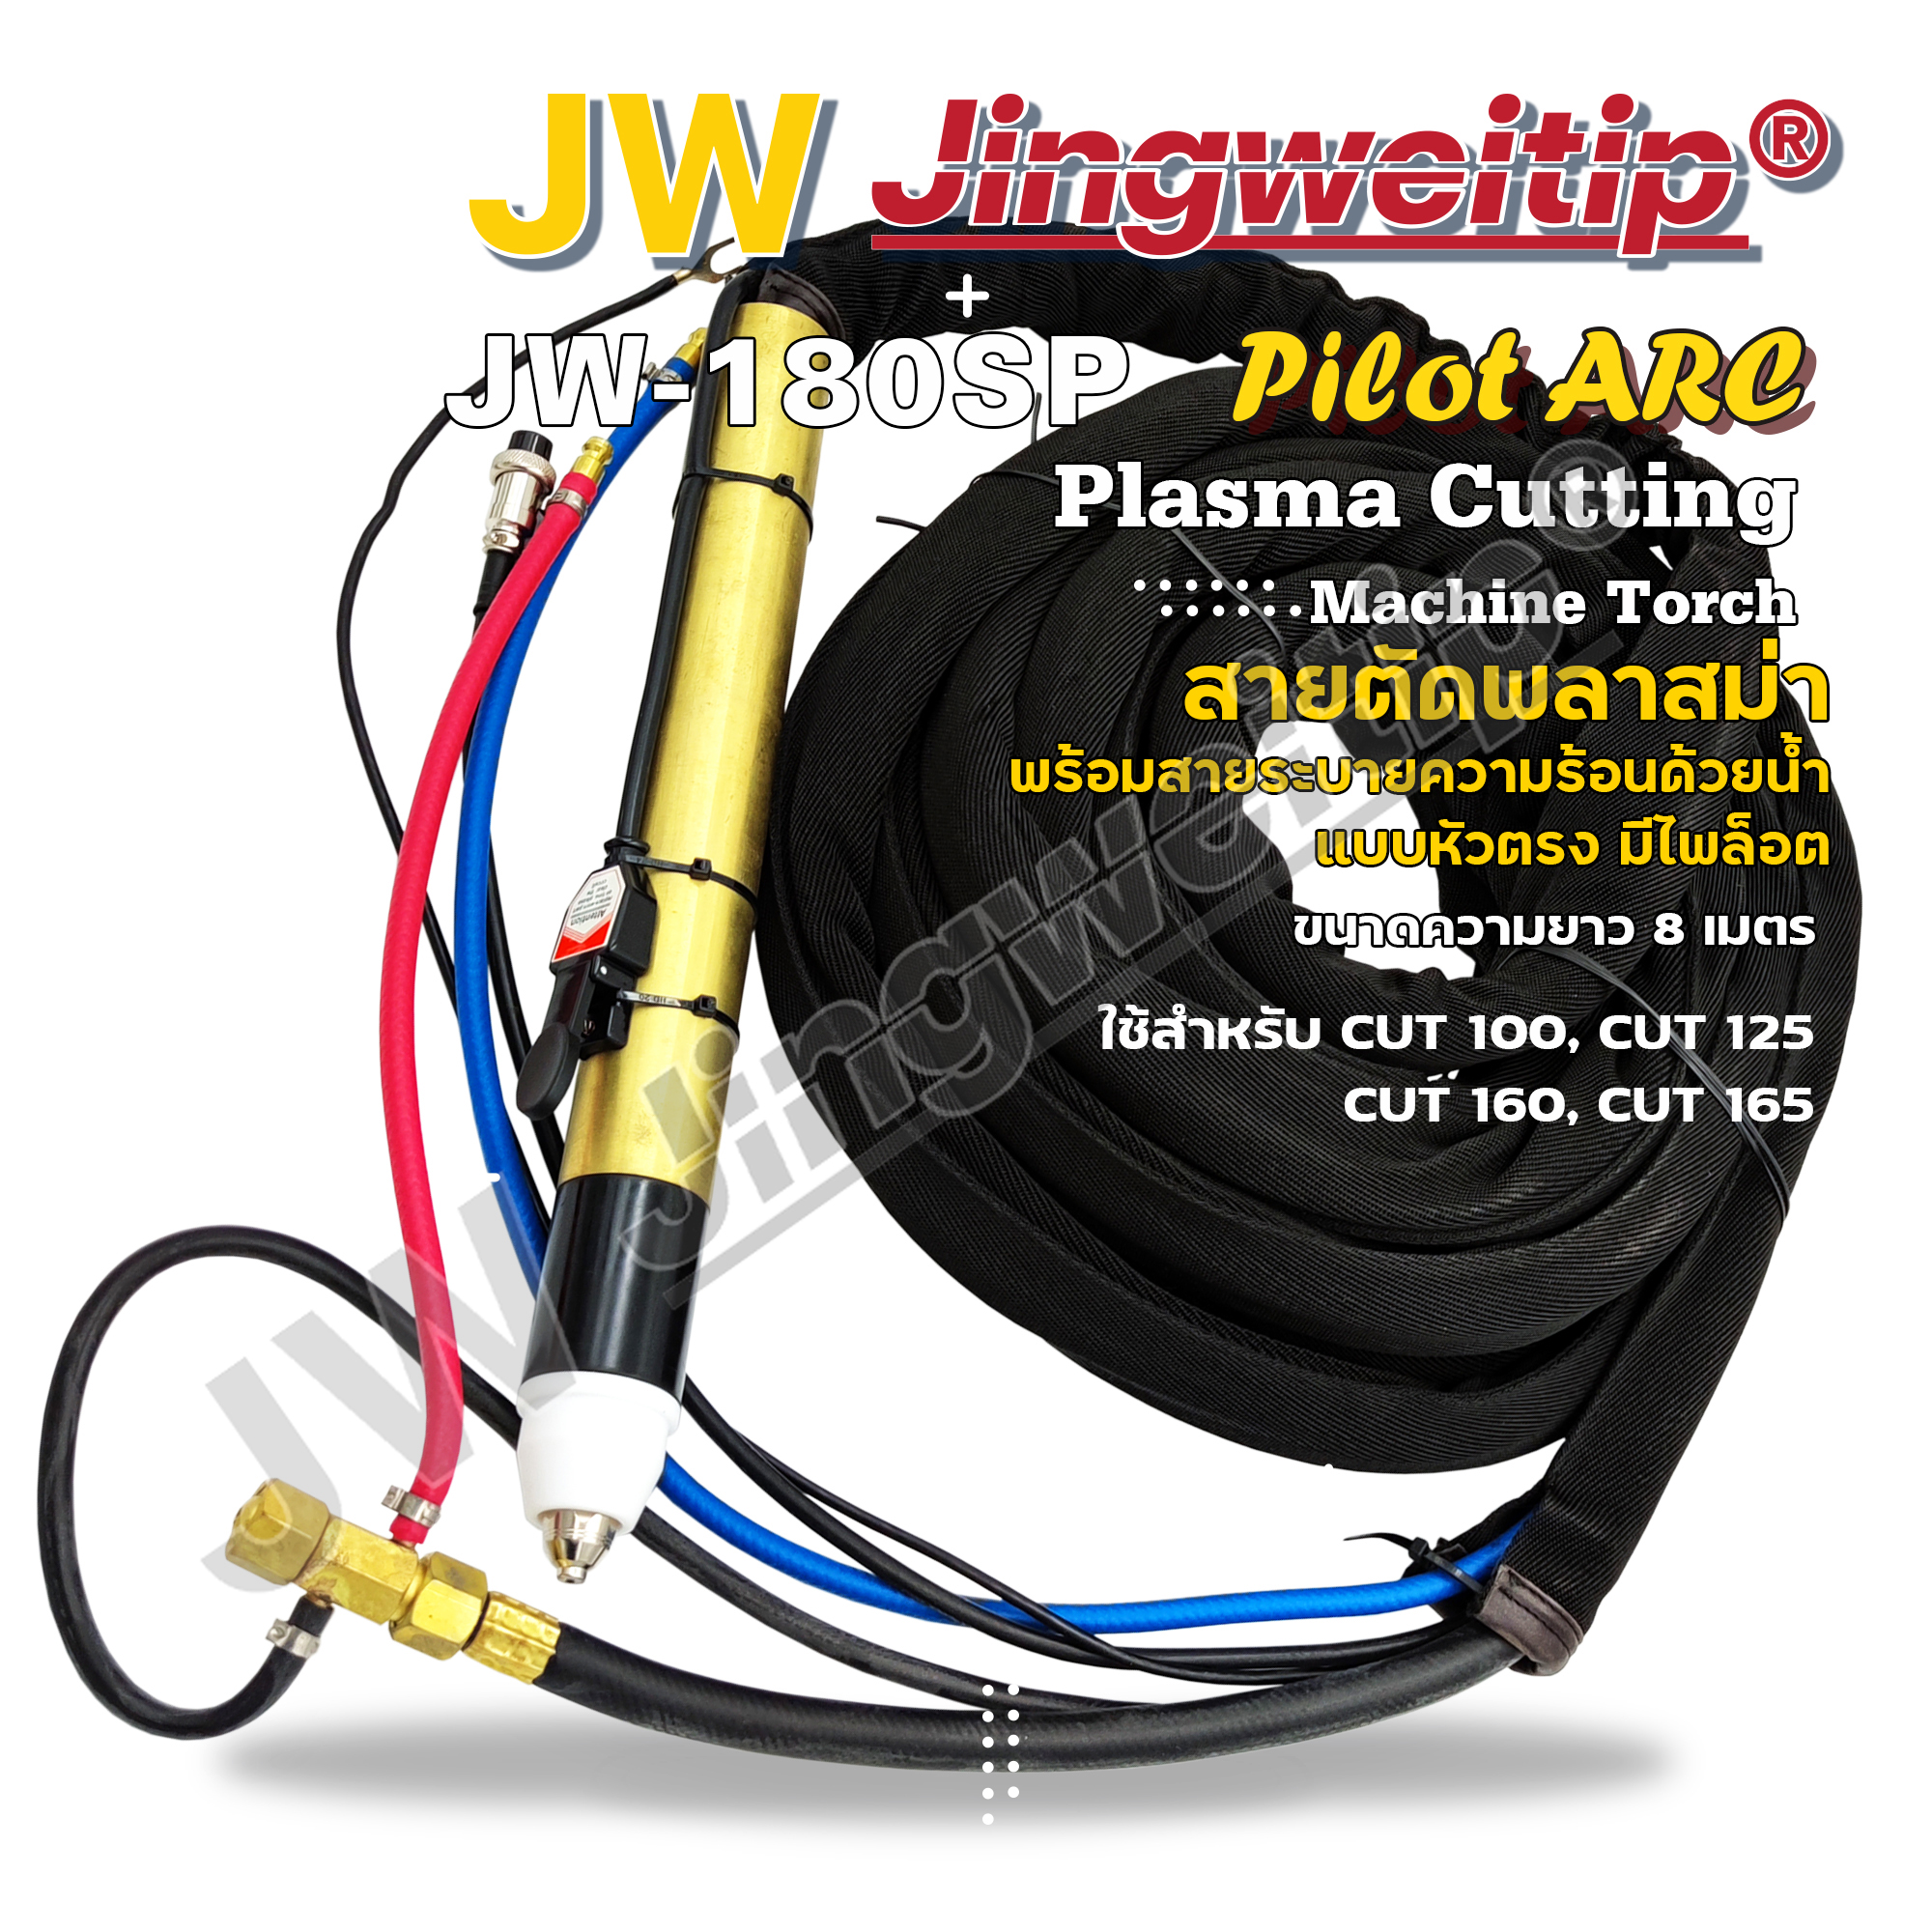 JW Jingweitip®
JW-180SP Pilot ARC
Plasma Cutting
Machine Torch
สายตัดพลาสม่า
พร้อมสายระบายความร้อนด้วยน้ำ
แบบหัวตรง มีไพล็อต
ขนาดความยาว 8 เมตร
ใช้สำหรับ CUT 100, CUT 125
CUT 160, CUT 165
Attention
JW Jingweitip®